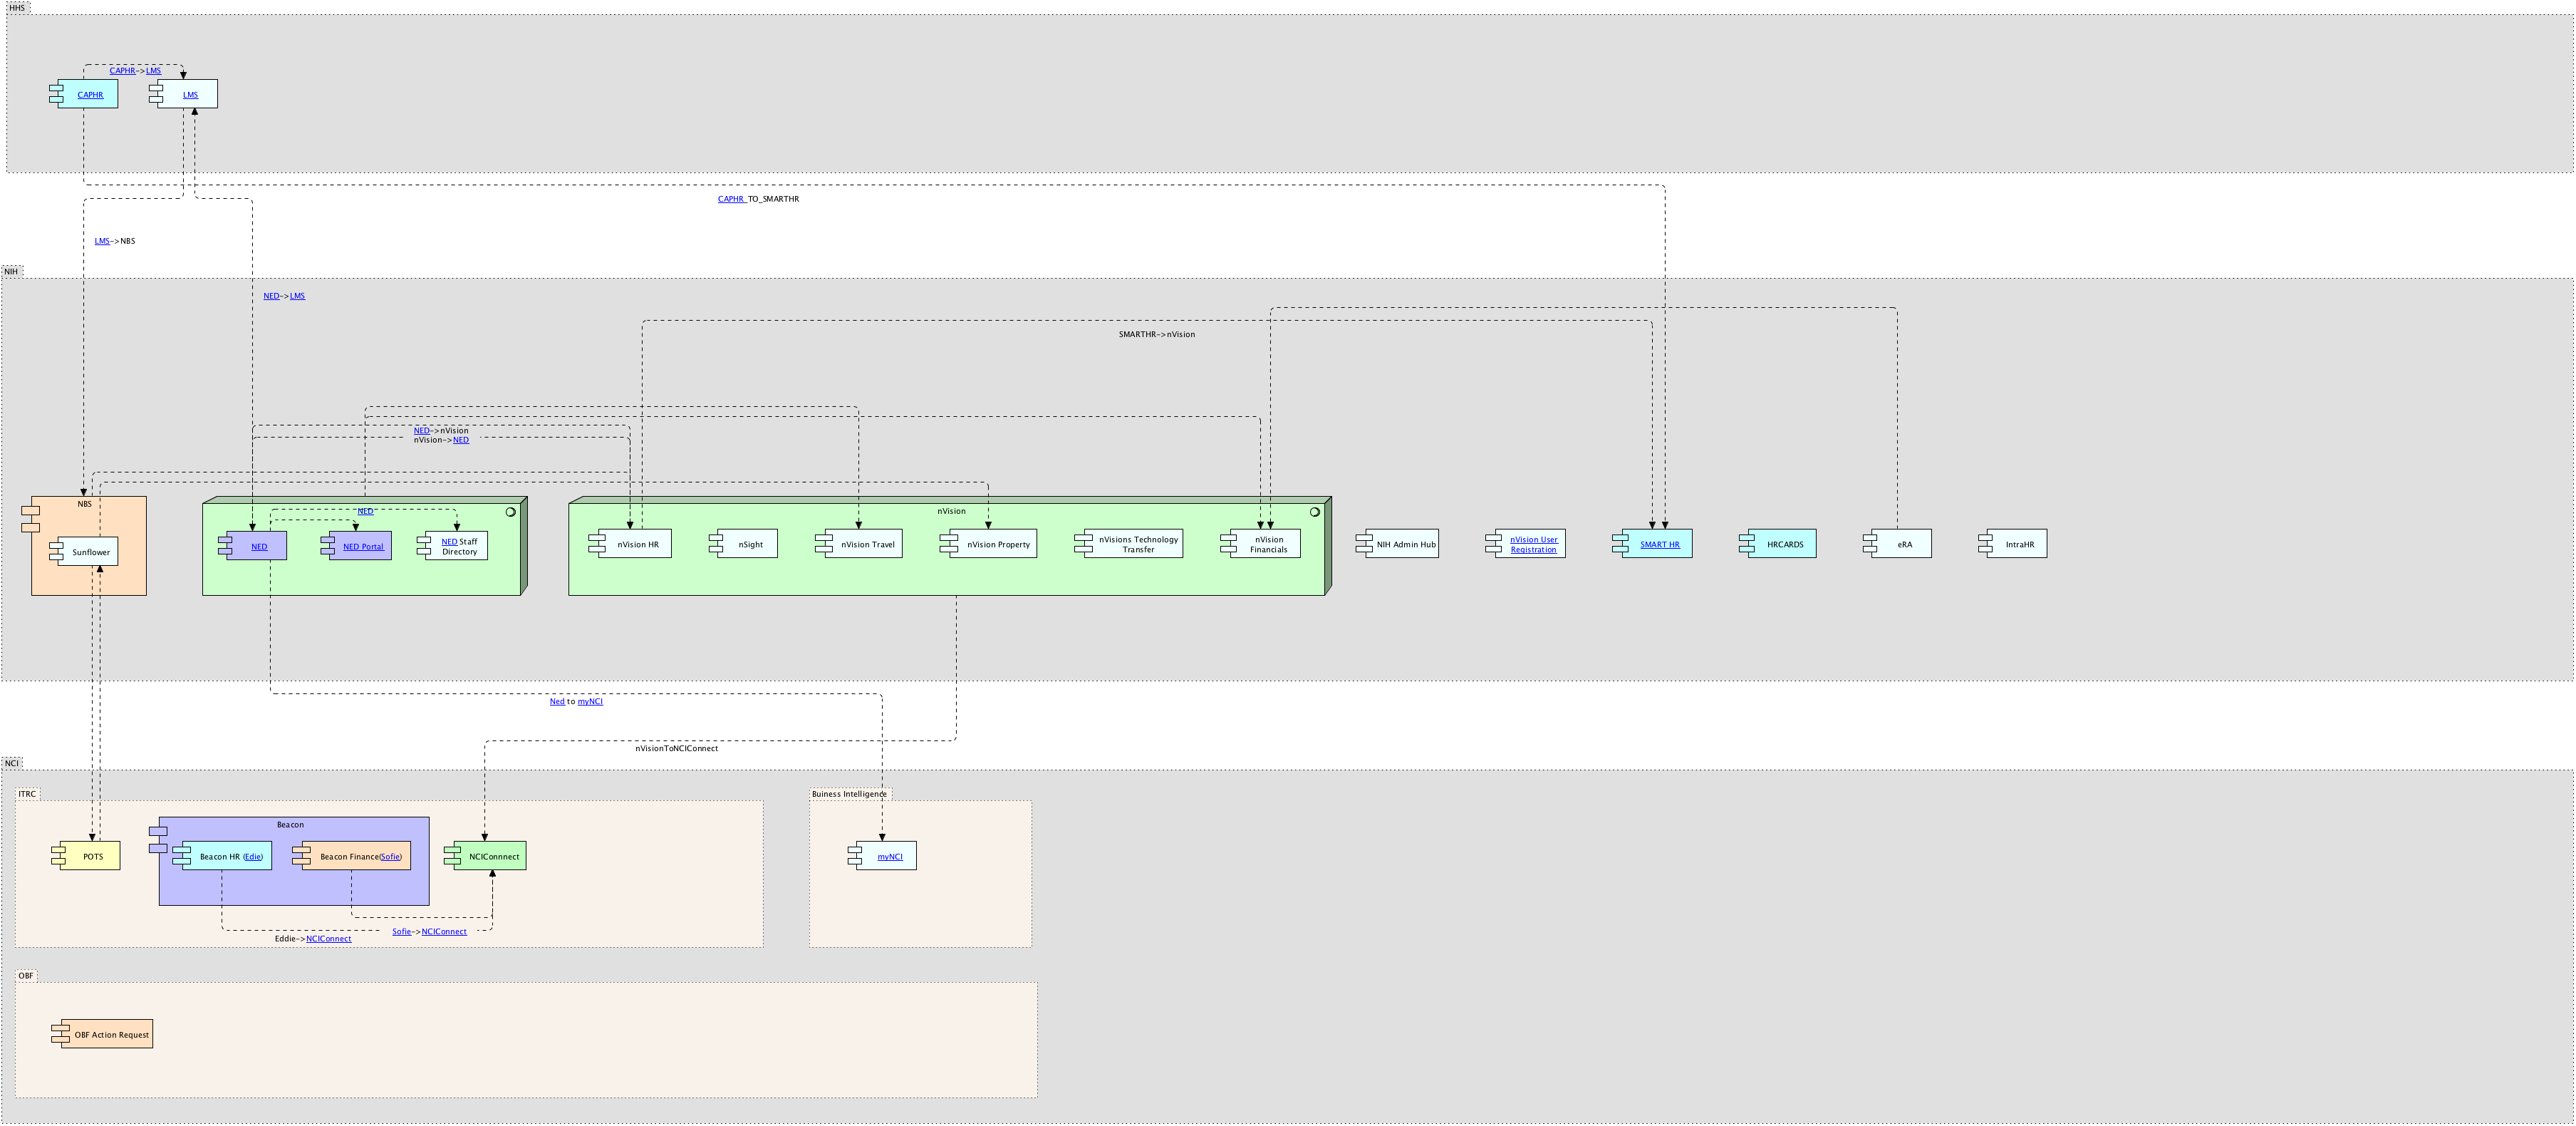 HHS
CAPHR->LMS
CAPHR
LMS
CAPHR_TO_SMARTHR
LMS->NBS
NIH
NED->LMS
SMARTHR->nVision
NED->nVision
nVision->NED
NBS
Sunflower
NED
NED
NED Portal
NED Staff
Directory
nVision
nVision HR
nSight
nVision Travel
nVision Property
nVisions Technology
Transfer
nVision
Financials
NIH Admin Hub
nVision User
Registration
SMART HR
HRCARDS
eRA
IntraHR
Ned to myNCI
nVisionToNCIConnect
NCI
ITRC
POTS
Beacon
Beacon HR (Edie)
Beacon Finance(Sofie)
NCIConnnect
Sofie->NCIConnect
Eddie->NCIConnect
Buiness Intelligence
myNCI
OBF
OBF Action Request